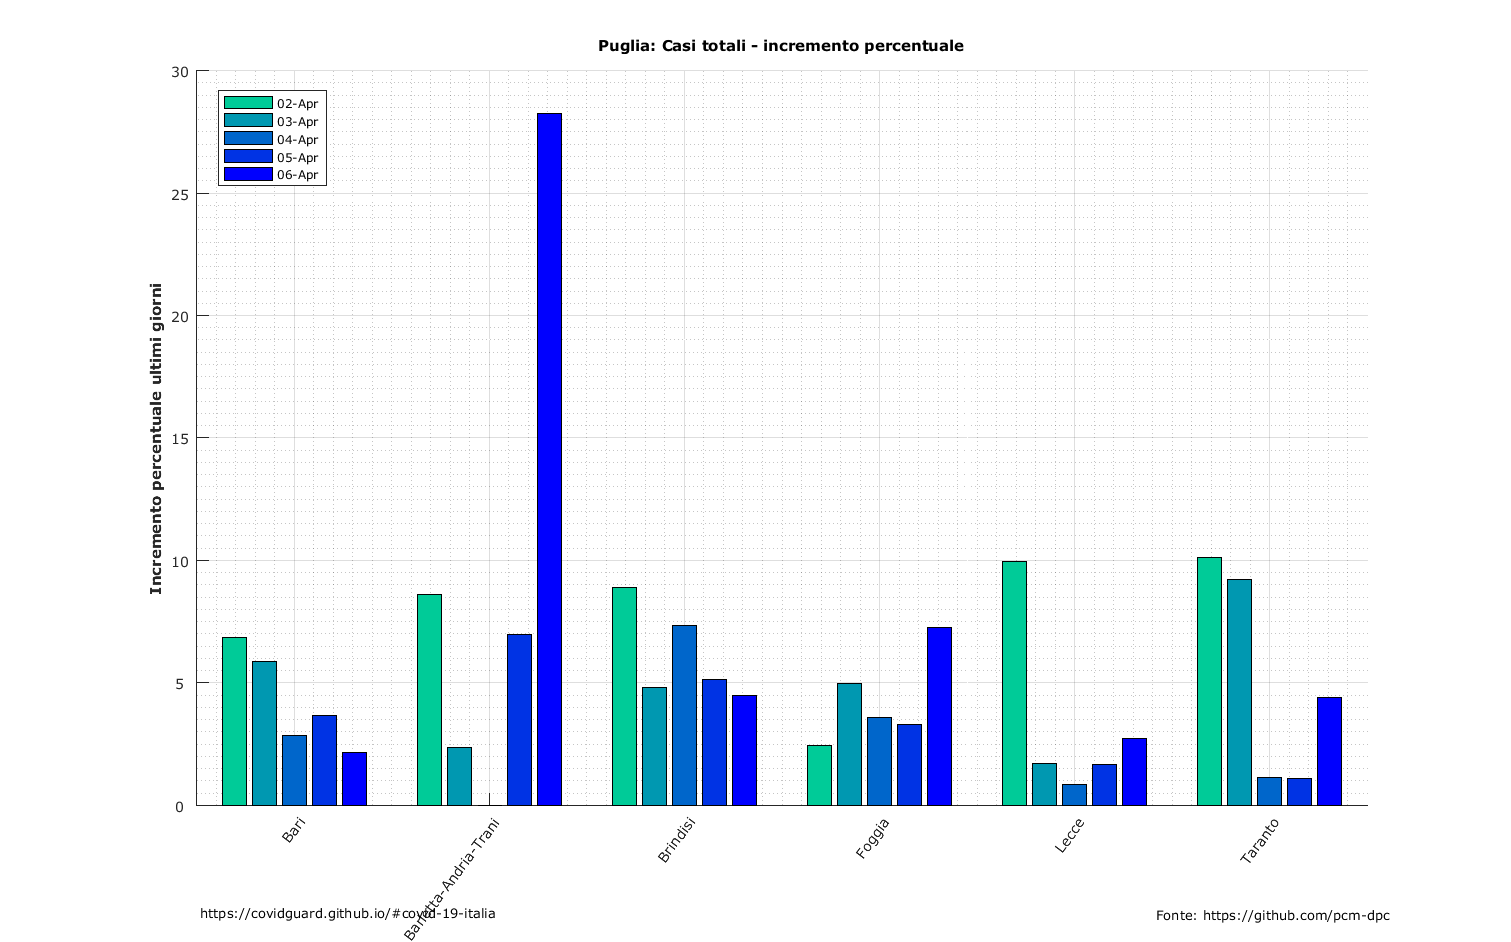 Puglia: Casi totali - incremento percentuale
Incremento percentuale ultimi giorni
30
25
20
15
10
5
0
02-Apr
03-Apr
04-Apr
05-Apr
06-Apr
Bari
Barletta-Andria-Trani
Brindisi
Foggia
Lecce
Taranto
https://covidguard.github.io/#covid-19-italia
Fonte: https://github.com/pcm-dpc